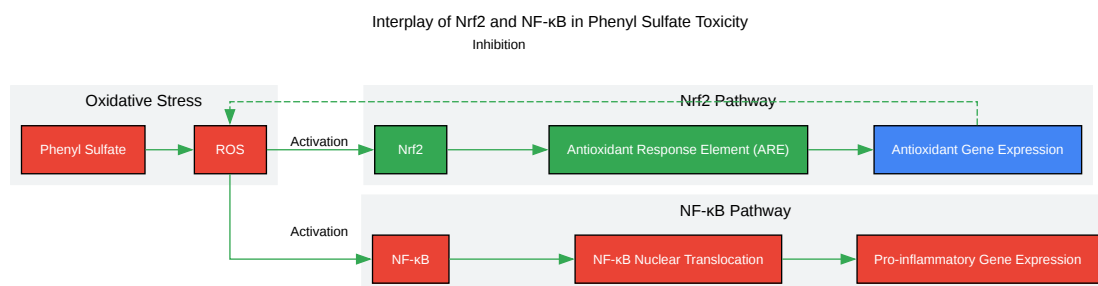 Interplay of Nrf2 and NF-κB in Phenyl Sulfate Toxicity
Inhibition
Oxidative Stress
Nrf2 Pathway
Phenyl Sulfate
ROS
Activation
Nrf2
Antioxidant Response Element (ARE)
Antioxidant Gene Expression
NF-κB Pathway
Activation
NF-κB
NF-κB Nuclear Translocation
Pro-inflammatory Gene Expression